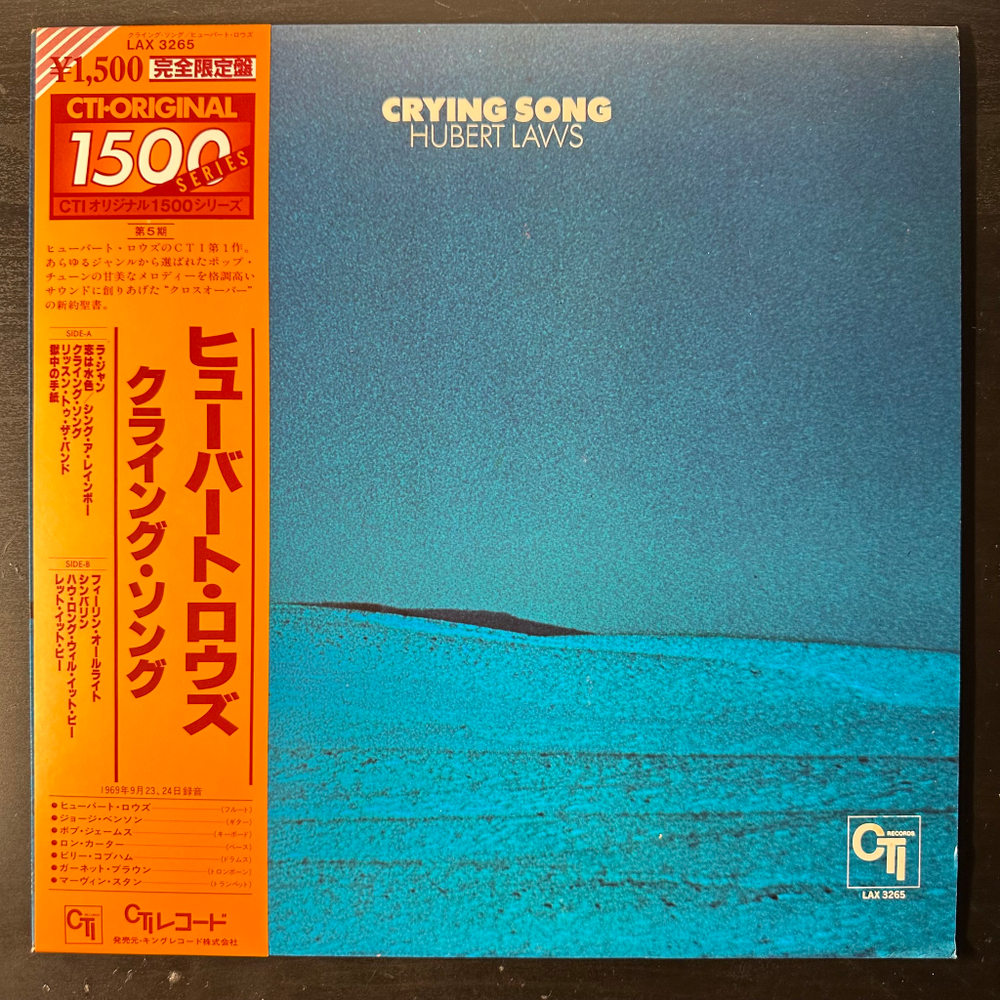 クライング・ソング/ヒューバート・ロウズ
LAX 3265
¥1,500 完全限定盤
CTI-ORIGINAL
1500
SERIES
CTI オリジナル1500シリーズ
第5期
ヒューバート・ロウズのCTI第1作。
あらゆるジャンルから選ばれたポップ・
チューンの甘美なメロディーを格調高い
サウンドに創りあげた“クロスオーバー”
の新約聖書。
ヒューバート・ロウズ
クライング・ソング
SIDE-A
ラ・ジャン
恋は水色/シング・ア・レインボー
クライング・ソング
リッスン・トゥ・ザ・バンド
獄中の手紙
SIDE-B
フィーリン・オールライト
シンバリン
ハウ・ロング・ウィル・イット・ビー
レット・イット・ビー
1969年9月23、24日録音
●ヒューバート・ロウズ(フルート)
●ジョージ・ベンソン(ギター)
●ボブ・ジェームス(キーボード)
●ロン・カーター(ベース)
●ビリー・コブハム(ドラムス)
●ガーネット・ブラウン(トロンボーン)
●マーヴィン・スタン(トランペット)
CTI
CTIレコード
発売元・キングレコード株式会社
CRYING SONG
HUBERT LAWS
CTI RECORDS
LAX 3265